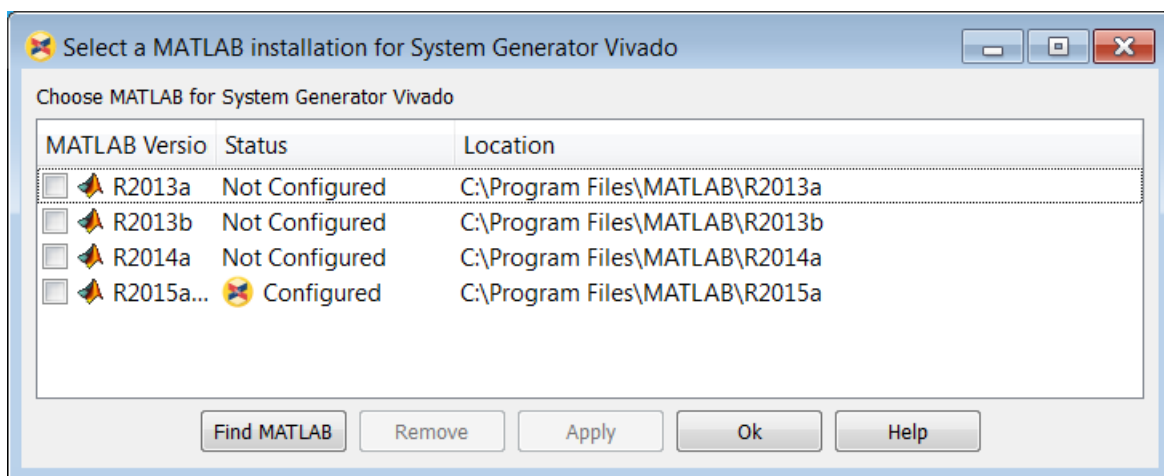 Select a MATLAB installation for System Generator Vivado
Choose MATLAB for System Generator Vivado
MATLAB Versio Status Location
R2013a Not Configured C:\Program Files\MATLAB\R2013a
R2013b Not Configured C:\Program Files\MATLAB\R2013b
R2014a Not Configured C:\Program Files\MATLAB\R2014a
R2015a... Configured C:\Program Files\MATLAB\R2015a
Find MATLAB Remove Apply Ok Help